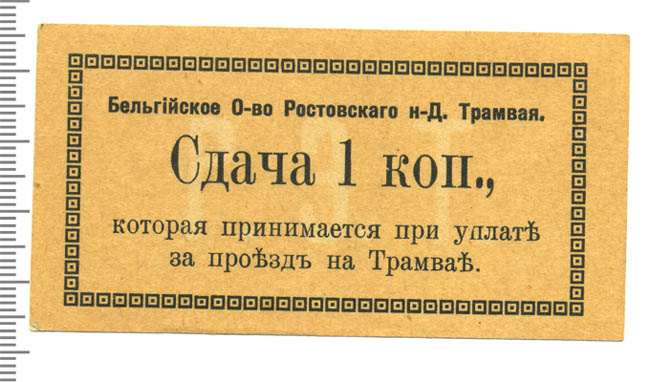 Бельгійское О-во Ростовскаго н-Д. Трамвая.
Сдача 1 коп.,
которая принимается при уплатѣ
за проѣздъ на Трамваѣ.